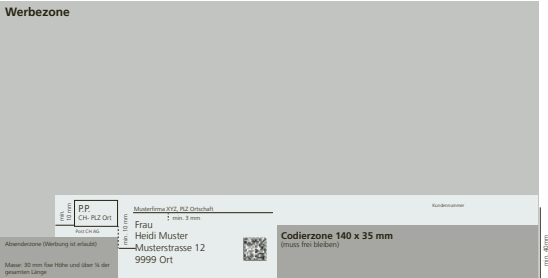 Werbezone
min.
10 mm
P.P.
CH- PLZ Ort
Post CH AG
min. 10 mm
Musterfirma XYZ, PLZ Ortschaft
min. 3 mm
Frau
Heidi Muster
Musterstrasse 12
9999 Ort
Kundennummer
Codierzone 140 x 35 mm
(muss frei bleiben)
min. 40mm
Absenderzone (Werbung ist erlaubt)
Masse: 30 mm fixe Höhe und über ¼ der
gesamten Länge